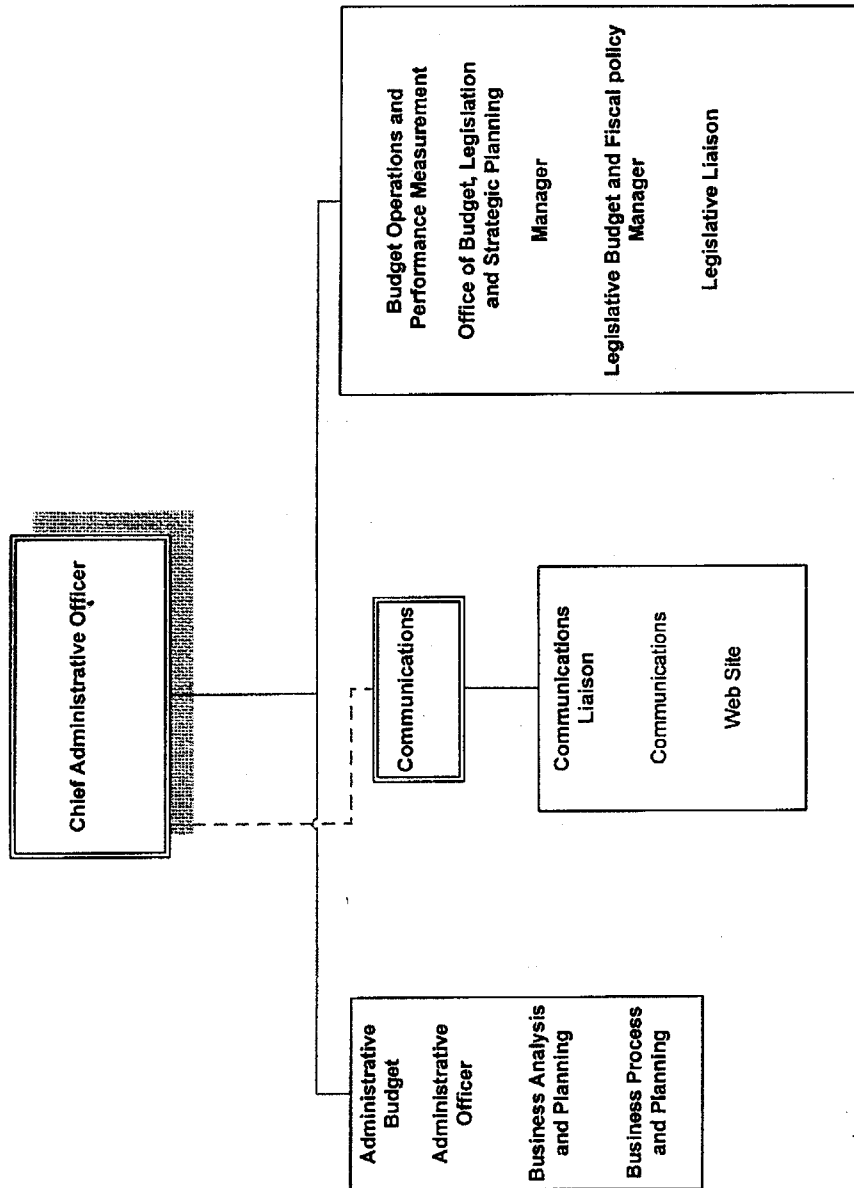 Chief Administrative Officer
Administrative
Budget
Administrative
Officer
Business Analysis
and Planning
Business Process
and Planning
Communications
Communications
Liaison
Communications
Web Site
Budget Operations and
Performance Measurement
Office of Budget, Legislation
and Strategic Planning
Manager
Legislative Budget and Fiscal policy
Manager
Legislative Liaison